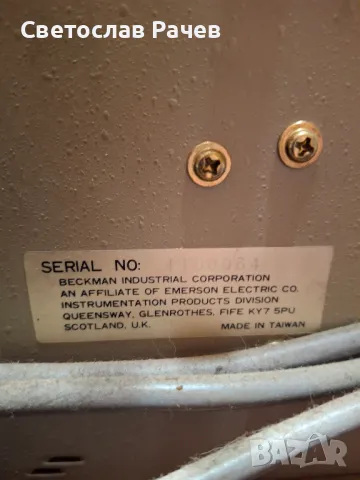 Светослав Рачев
SERIAL NO:
BECKMAN INDUSTRIAL CORPORATION
AN AFFILIATE OF EMERSON ELECTRIC CO.
INSTRUMENTATION PRODUCTS DIVISION
QUEENSWAY, GLENROTHES, FIFE KY7 5PU
SCOTLAND, U.K. MADE IN TAIWAN
BAZAR